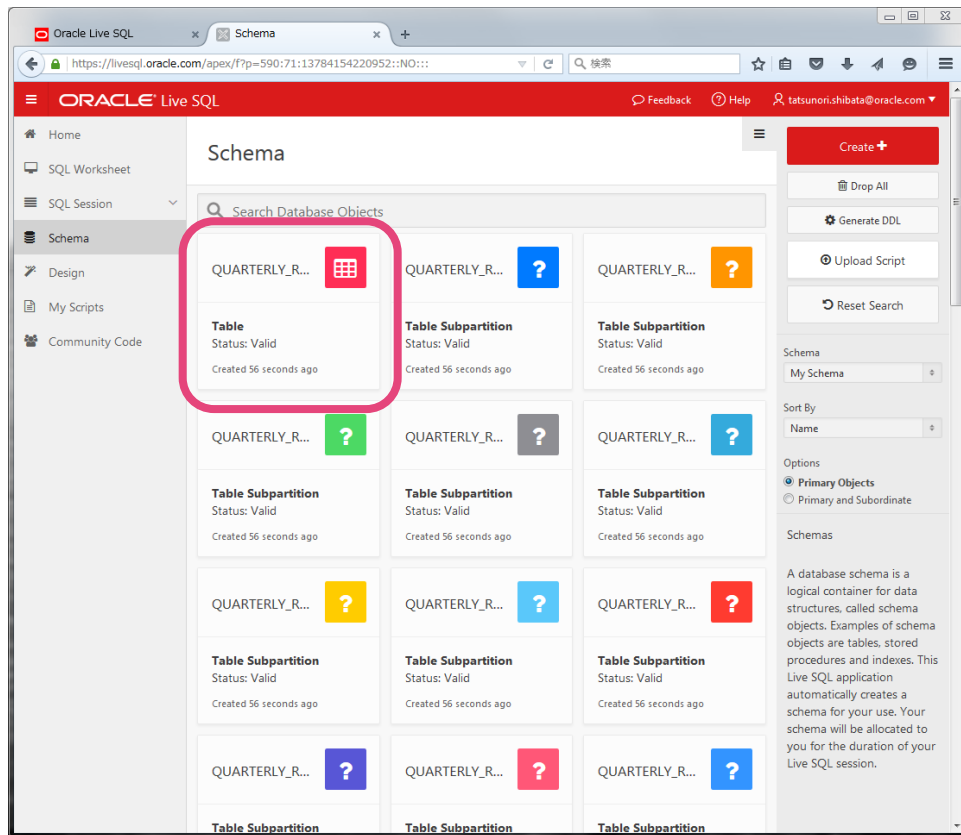 Oracle Live SQL
Schema
https://livesql.oracle.com/apex/f?p=590:71:13784154220952::NO:::
検索
ORACLE Live SQL
Feedback
Help
tatsunori.shibata@oracle.com
Home
SQL Worksheet
SQL Session
Schema
Design
My Scripts
Community Code
Schema
Search Database Objects
QUARTERLY_R...
Table
Status: Valid
Created 56 seconds ago
QUARTERLY_R...
Table Subpartition
Status: Valid
Created 56 seconds ago
QUARTERLY_R...
Table Subpartition
Status: Valid
Created 56 seconds ago
QUARTERLY_R...
Table Subpartition
Status: Valid
Created 56 seconds ago
QUARTERLY_R...
Table Subpartition
Status: Valid
Created 56 seconds ago
QUARTERLY_R...
Table Subpartition
Status: Valid
Created 56 seconds ago
QUARTERLY_R...
Table Subpartition
Status: Valid
Created 56 seconds ago
QUARTERLY_R...
Table Subpartition
Status: Valid
Created 56 seconds ago
QUARTERLY_R...
Table Subpartition
Status: Valid
Created 56 seconds ago
QUARTERLY_R...
Table Subpartition
QUARTERLY_R...
Table Subpartition
QUARTERLY_R...
Table Subpartition
Create
Drop All
Generate DDL
Upload Script
Reset Search
Schema
My Schema
Sort By
Name
Options
Primary Objects
Primary and Subordinate
Schemas
A database schema is a
logical container for data
structures, called schema
objects. Examples of schema
objects are tables, stored
procedures and indexes. This
Live SQL application
automatically creates a
schema for your use. Your
schema will be allocated to
you for the duration of your
Live SQL session.